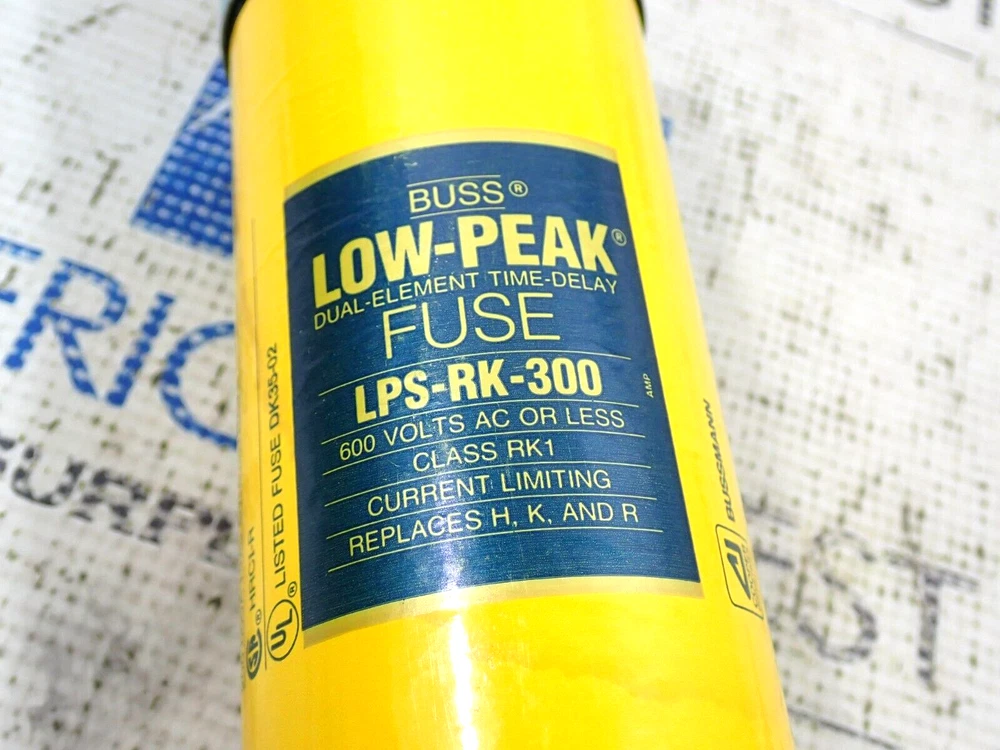 BUSS®
LOW-PEAK®
DUAL-ELEMENT TIME-DELAY
FUSE
LPS-RK-300
AMP
600 VOLTS AC OR LESS
CLASS RK1
CURRENT LIMITING
REPLACES H, K, AND R
UL® LISTED FUSE DK35-02
BUSSMANN